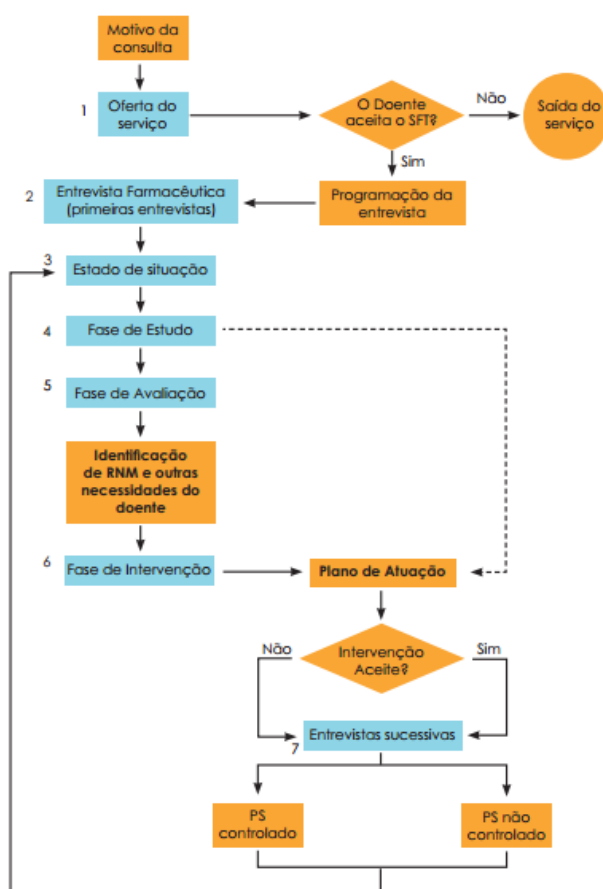 Motivo da
consulta
1
Oferta do
serviço
O Doente
aceita o SFT?
Não
Saída do
serviço
Sim
2
Entrevista Farmacêutica
(primeiras entrevistas)
Programação da
entrevista
3
Estado de situação
4
Fase de Estudo
5
Fase de Avaliação
Identificação
de RNM e outras
necessidades do
doente
6
Fase de Intervenção
Plano de Atuação
Não
Intervenção
Aceite?
Sim
Entrevistas sucessivas
7
PS
controlado
PS não
controlado